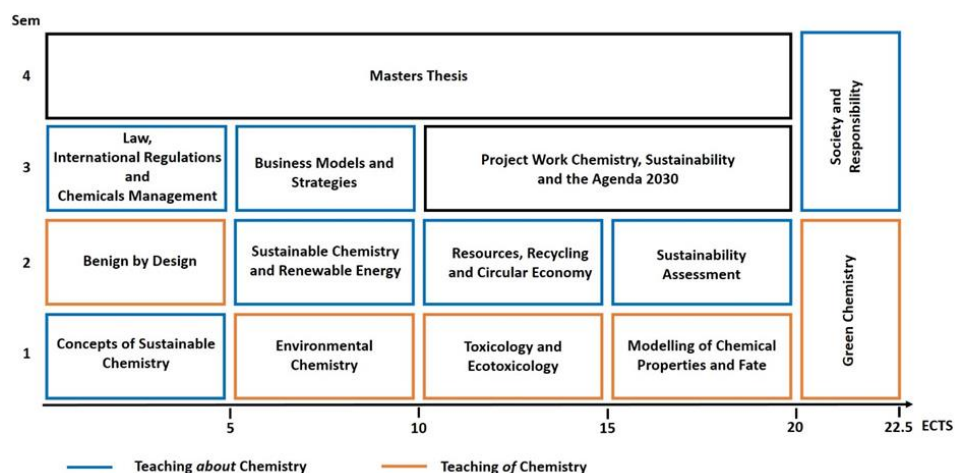 Sem
4
Masters Thesis
Society and
Responsibility
3
Law,
International Regulations
and
Chemicals Management
Business Models and
Strategies
Project Work Chemistry, Sustainability
and the Agenda 2030
2
Benign by Design
Sustainable Chemistry
and Renewable Energy
Resources, Recycling
and Circular Economy
Sustainability
Assessment
Green Chemistry
1
Concepts of Sustainable
Chemistry
Environmental
Chemistry
Toxicology and
Ecotoxicology
Modelling of Chemical
Properties and Fate
5
10
15
20
22.5
ECTS
Teaching about Chemistry
Teaching of Chemistry